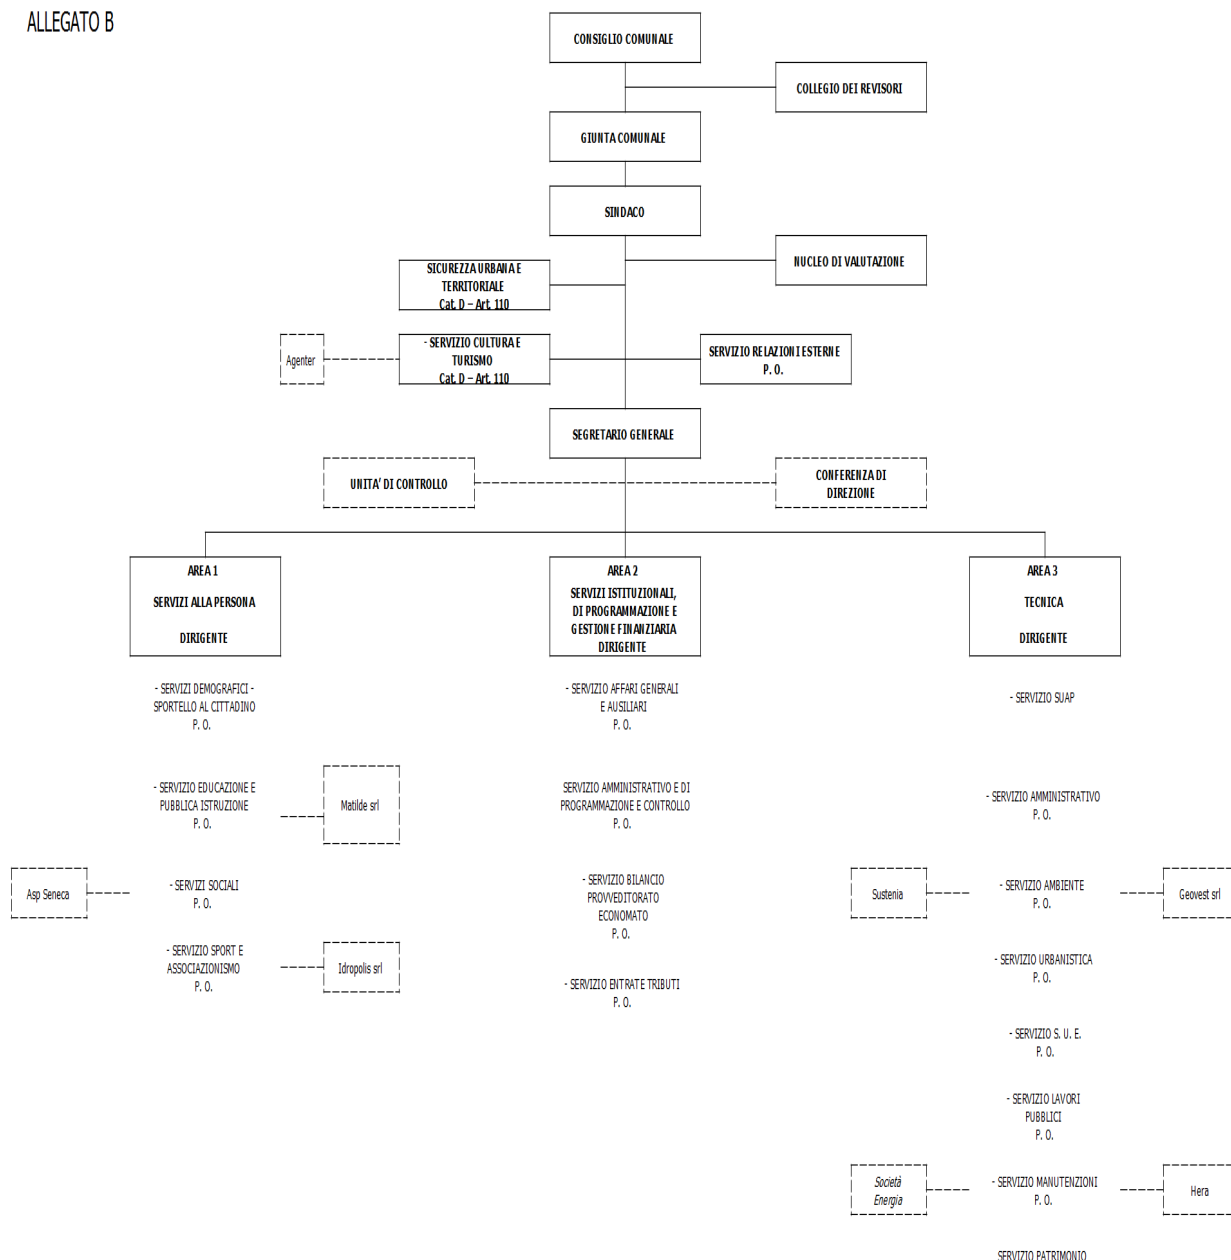 ALLEGATO B
CONSIGLIO COMUNALE
COLLEGIO DEI REVISORI
GIUNTA COMUNALE
SINDACO
NUCLEO DI VALUTAZIONE
SICUREZZA URBANA E
TERRITORIALE
Cat. D – Art. 110
Agenter
- SERVIZIO CULTURA E
TURISMO
Cat. D – Art. 110
SERVIZIO RELAZIONI ESTERNE
P. O.
SEGRETARIO GENERALE
UNITA’ DI CONTROLLO
CONFERENZA DI
DIREZIONE
AREA 1
SERVIZI ALLA PERSONA
DIRIGENTE
AREA 2
SERVIZI ISTITUZIONALI,
DI PROGRAMMAZIONE E
GESTIONE FINANZIARIA
DIRIGENTE
AREA 3
TECNICA
DIRIGENTE
- SERVIZI DEMOGRAFICI -
SPORTELLO AL CITTADINO
P. O.
- SERVIZIO AFFARI GENERALI
E AUSILIARI
P. O.
- SERVIZIO SUAP
- SERVIZIO EDUCAZIONE E
PUBBLICA ISTRUZIONE
P. O.
Matilde srl
SERVIZIO AMMINISTRATIVO E DI
PROGRAMMAZIONE E CONTROLLO
P. O.
- SERVIZIO AMMINISTRATIVO
P. O.
Asp Seneca
- SERVIZI SOCIALI
P. O.
- SERVIZIO BILANCIO
PROVVEDITORATO
ECONOMATO
P. O.
Sustenia
- SERVIZIO AMBIENTE
P. O.
Geovest srl
- SERVIZIO SPORT E
ASSOCIAZIONISMO
P. O.
Idropolis srl
- SERVIZIO ENTRATE TRIBUTI
P. O.
- SERVIZIO URBANISTICA
P. O.
- SERVIZIO S. U. E.
P. O.
- SERVIZIO LAVORI
PUBBLICI
P. O.
Società
Energia
- SERVIZIO MANUTENZIONI
P. O.
Hera
SERVIZIO PATRIMONIO